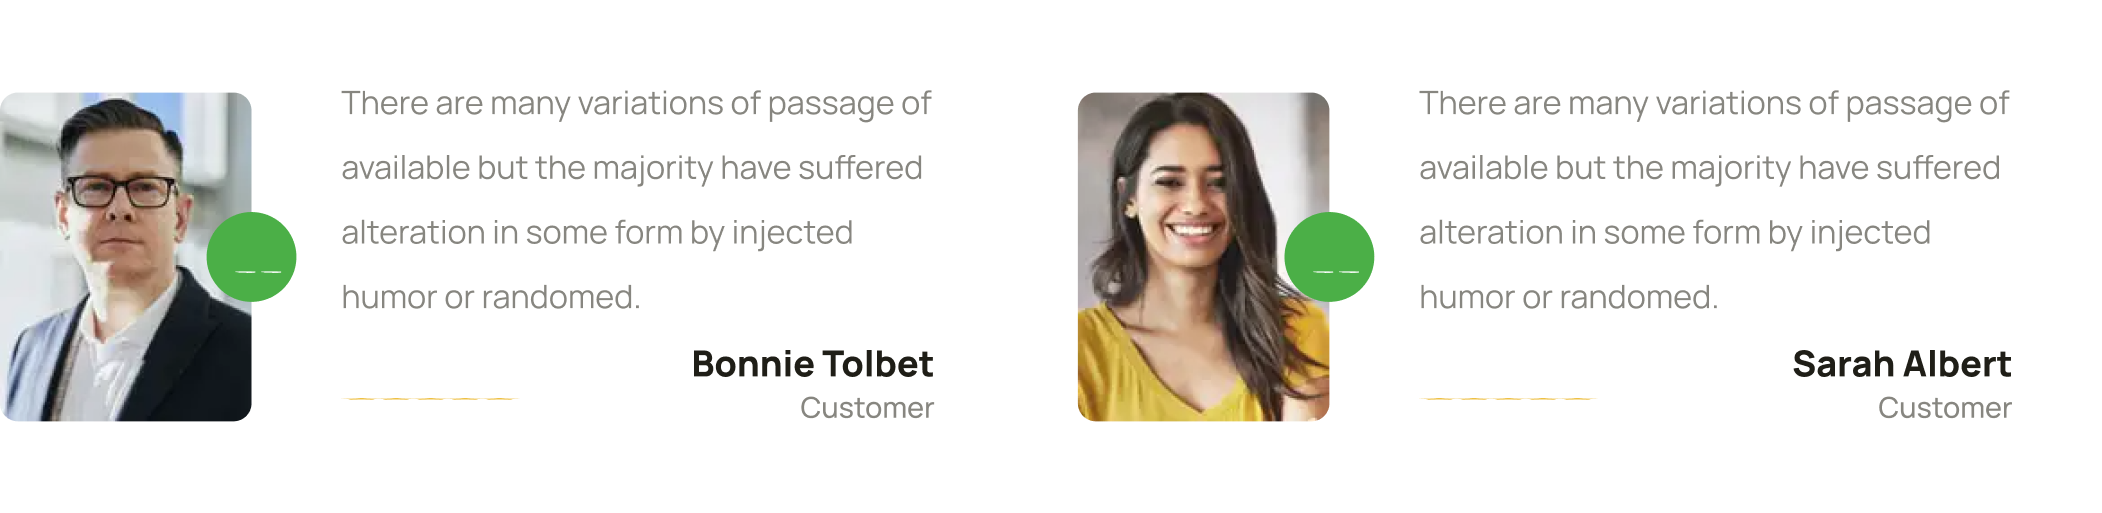 There are many variations of passage of
available but the majority have suffered
alteration in some form by injected
humor or randomed.
Bonnie Tolbet
Customer
There are many variations of passage of
available but the majority have suffered
alteration in some form by injected
humor or randomed.
Sarah Albert
Customer